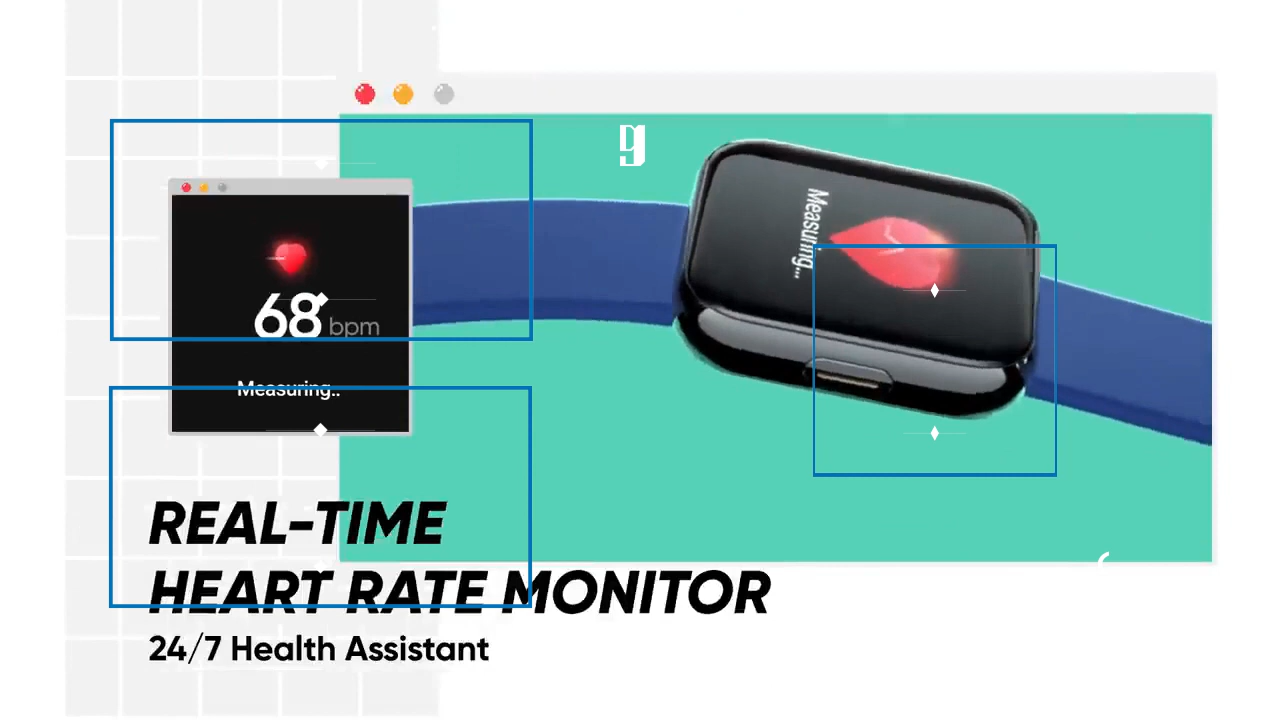 68 bpm
Measuring..
Measuring...
REAL-TIME
HEART RATE MONITOR
24/7 Health Assistant